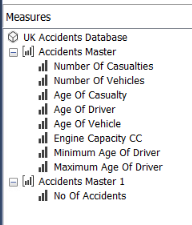 Measures
UK Accidents Database
Accidents Master
Number Of Casualties
Number Of Vehicles
Age Of Casualty
Age Of Driver
Age Of Vehicle
Engine Capacity CC
Minimum Age Of Driver
Maximum Age Of Driver
Accidents Master 1
No Of Accidents